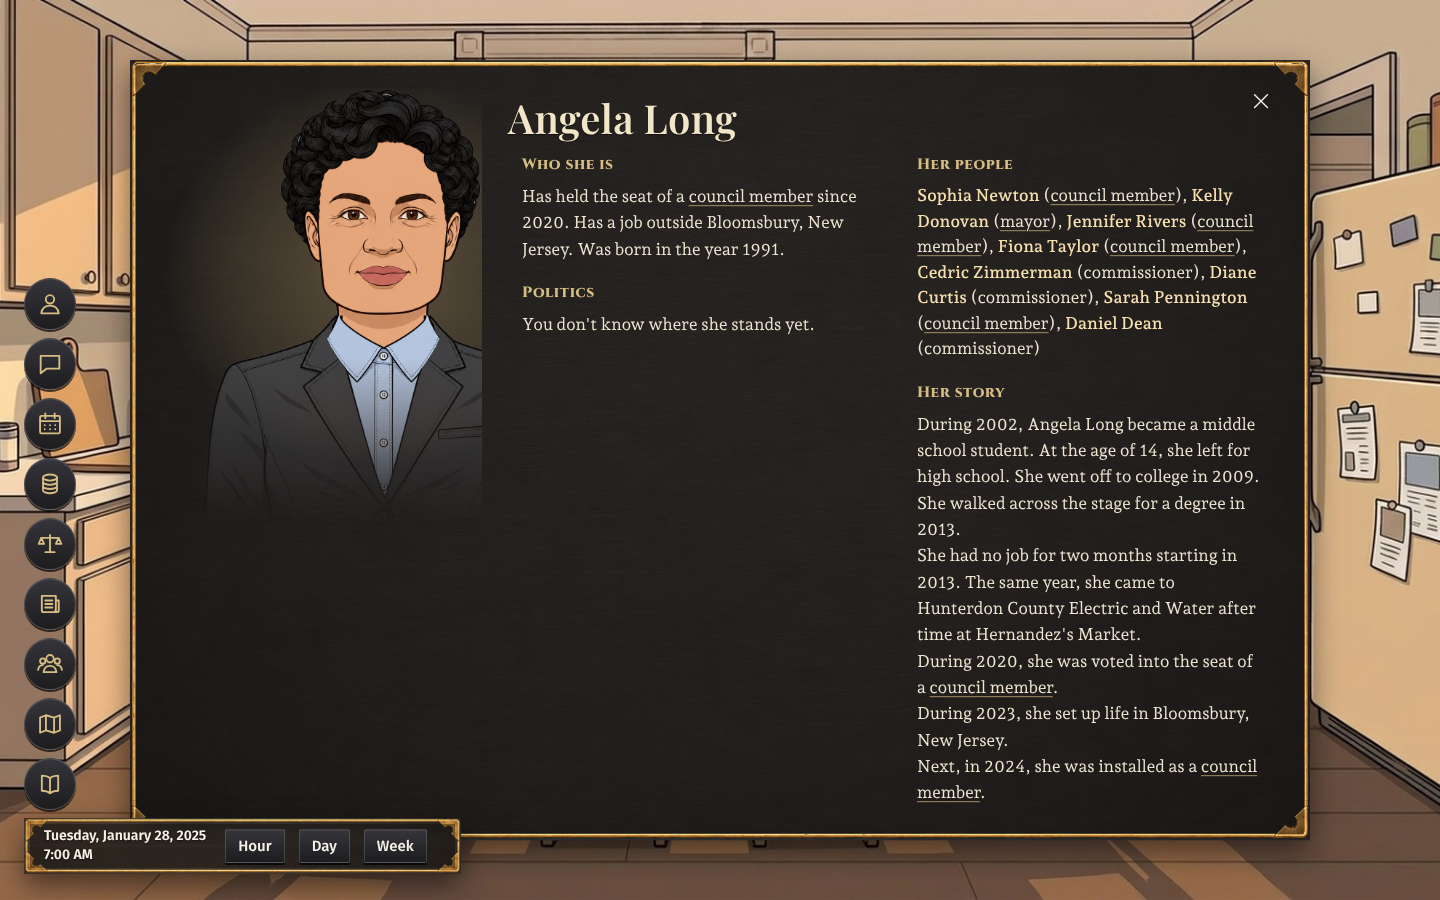 Angela Long
Who she is
Has held the seat of a council member since
2020. Has a job outside Bloomsbury, New
Jersey. Was born in the year 1991.
Politics
You don't know where she stands yet.
Her people
Sophia Newton (council member), Kelly
Donovan (mayor), Jennifer Rivers (council
member), Fiona Taylor (council member),
Cedric Zimmerman (commissioner), Diane
Curtis (commissioner), Sarah Pennington
(council member), Daniel Dean
(commissioner)
Her story
During 2002, Angela Long became a middle
school student. At the age of 14, she left for
high school. She went off to college in 2009.
She walked across the stage for a degree in
2013.
She had no job for two months starting in
2013. The same year, she came to
Hunterdon County Electric and Water after
time at Hernandez's Market.
During 2020, she was voted into the seat of
a council member.
During 2023, she set up life in Bloomsbury,
New Jersey.
Next, in 2024, she was installed as a council
member.
Tuesday, January 28, 2025
7:00 AM
Hour
Day
Week